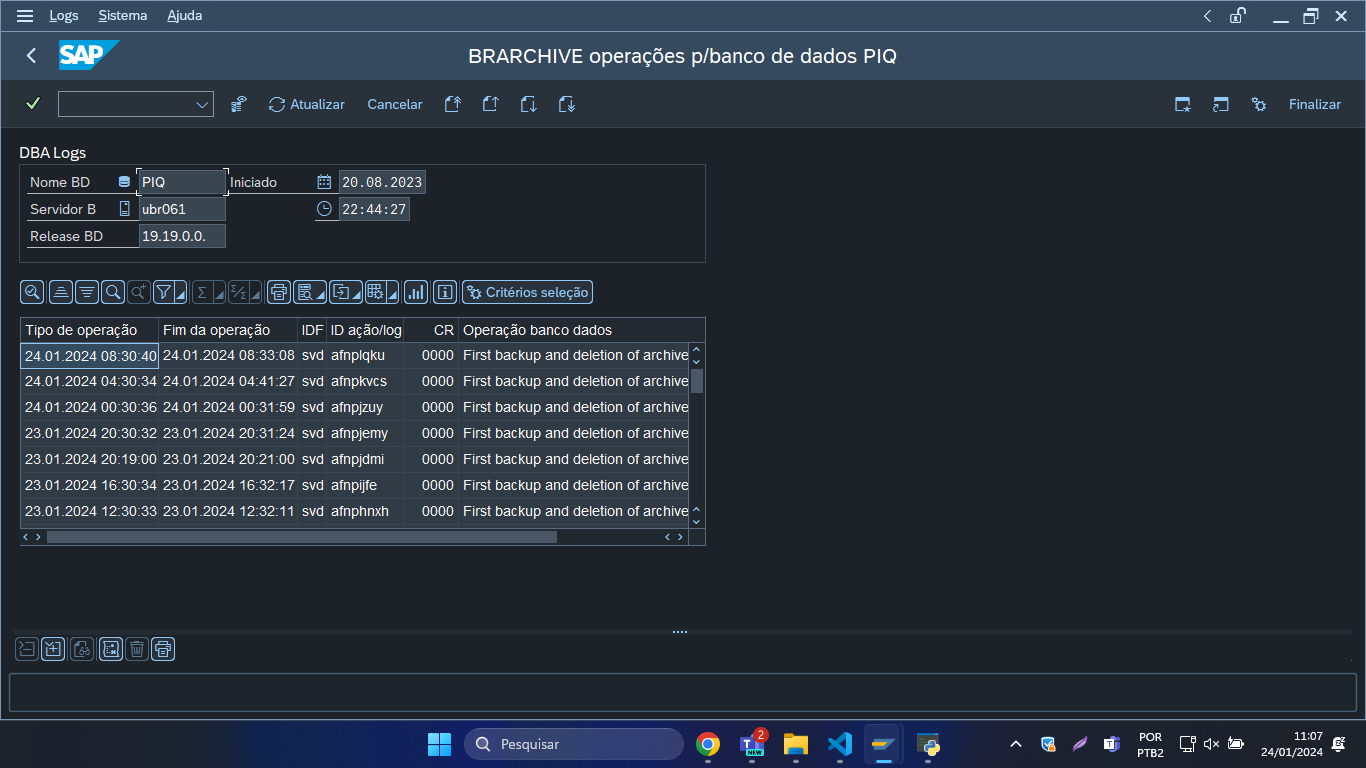 Logs Sistema Ajuda
SAP BRARCHIVE operações p/banco de dados PIQ
Atualizar Cancelar Finalizar
DBA Logs
Nome BD PIQ Iniciado 20.08.2023
Servidor B ubr061 22:44:27
Release BD 19.19.0.0.
Critérios seleção
Tipo de operação Fim da operação IDF ID ação/log CR Operação banco dados
24.01.2024 08:30:40 24.01.2024 08:33:08 svd afnplqku 0000 First backup and deletion of archive
24.01.2024 04:30:34 24.01.2024 04:41:27 svd afnpkvcs 0000 First backup and deletion of archive
24.01.2024 00:30:36 24.01.2024 00:31:59 svd afnpjzuy 0000 First backup and deletion of archive
23.01.2024 20:30:32 23.01.2024 20:31:24 svd afnpjemy 0000 First backup and deletion of archive
23.01.2024 20:19:00 23.01.2024 20:21:00 svd afnpjdmi 0000 First backup and deletion of archive
23.01.2024 16:30:34 23.01.2024 16:32:17 svd afnpijfe 0000 First backup and deletion of archive
23.01.2024 12:30:33 23.01.2024 12:32:11 svd afnphnxh 0000 First backup and deletion of archive
Pesquisar 2 NEW POR 11:07
PTB2 24/01/2024